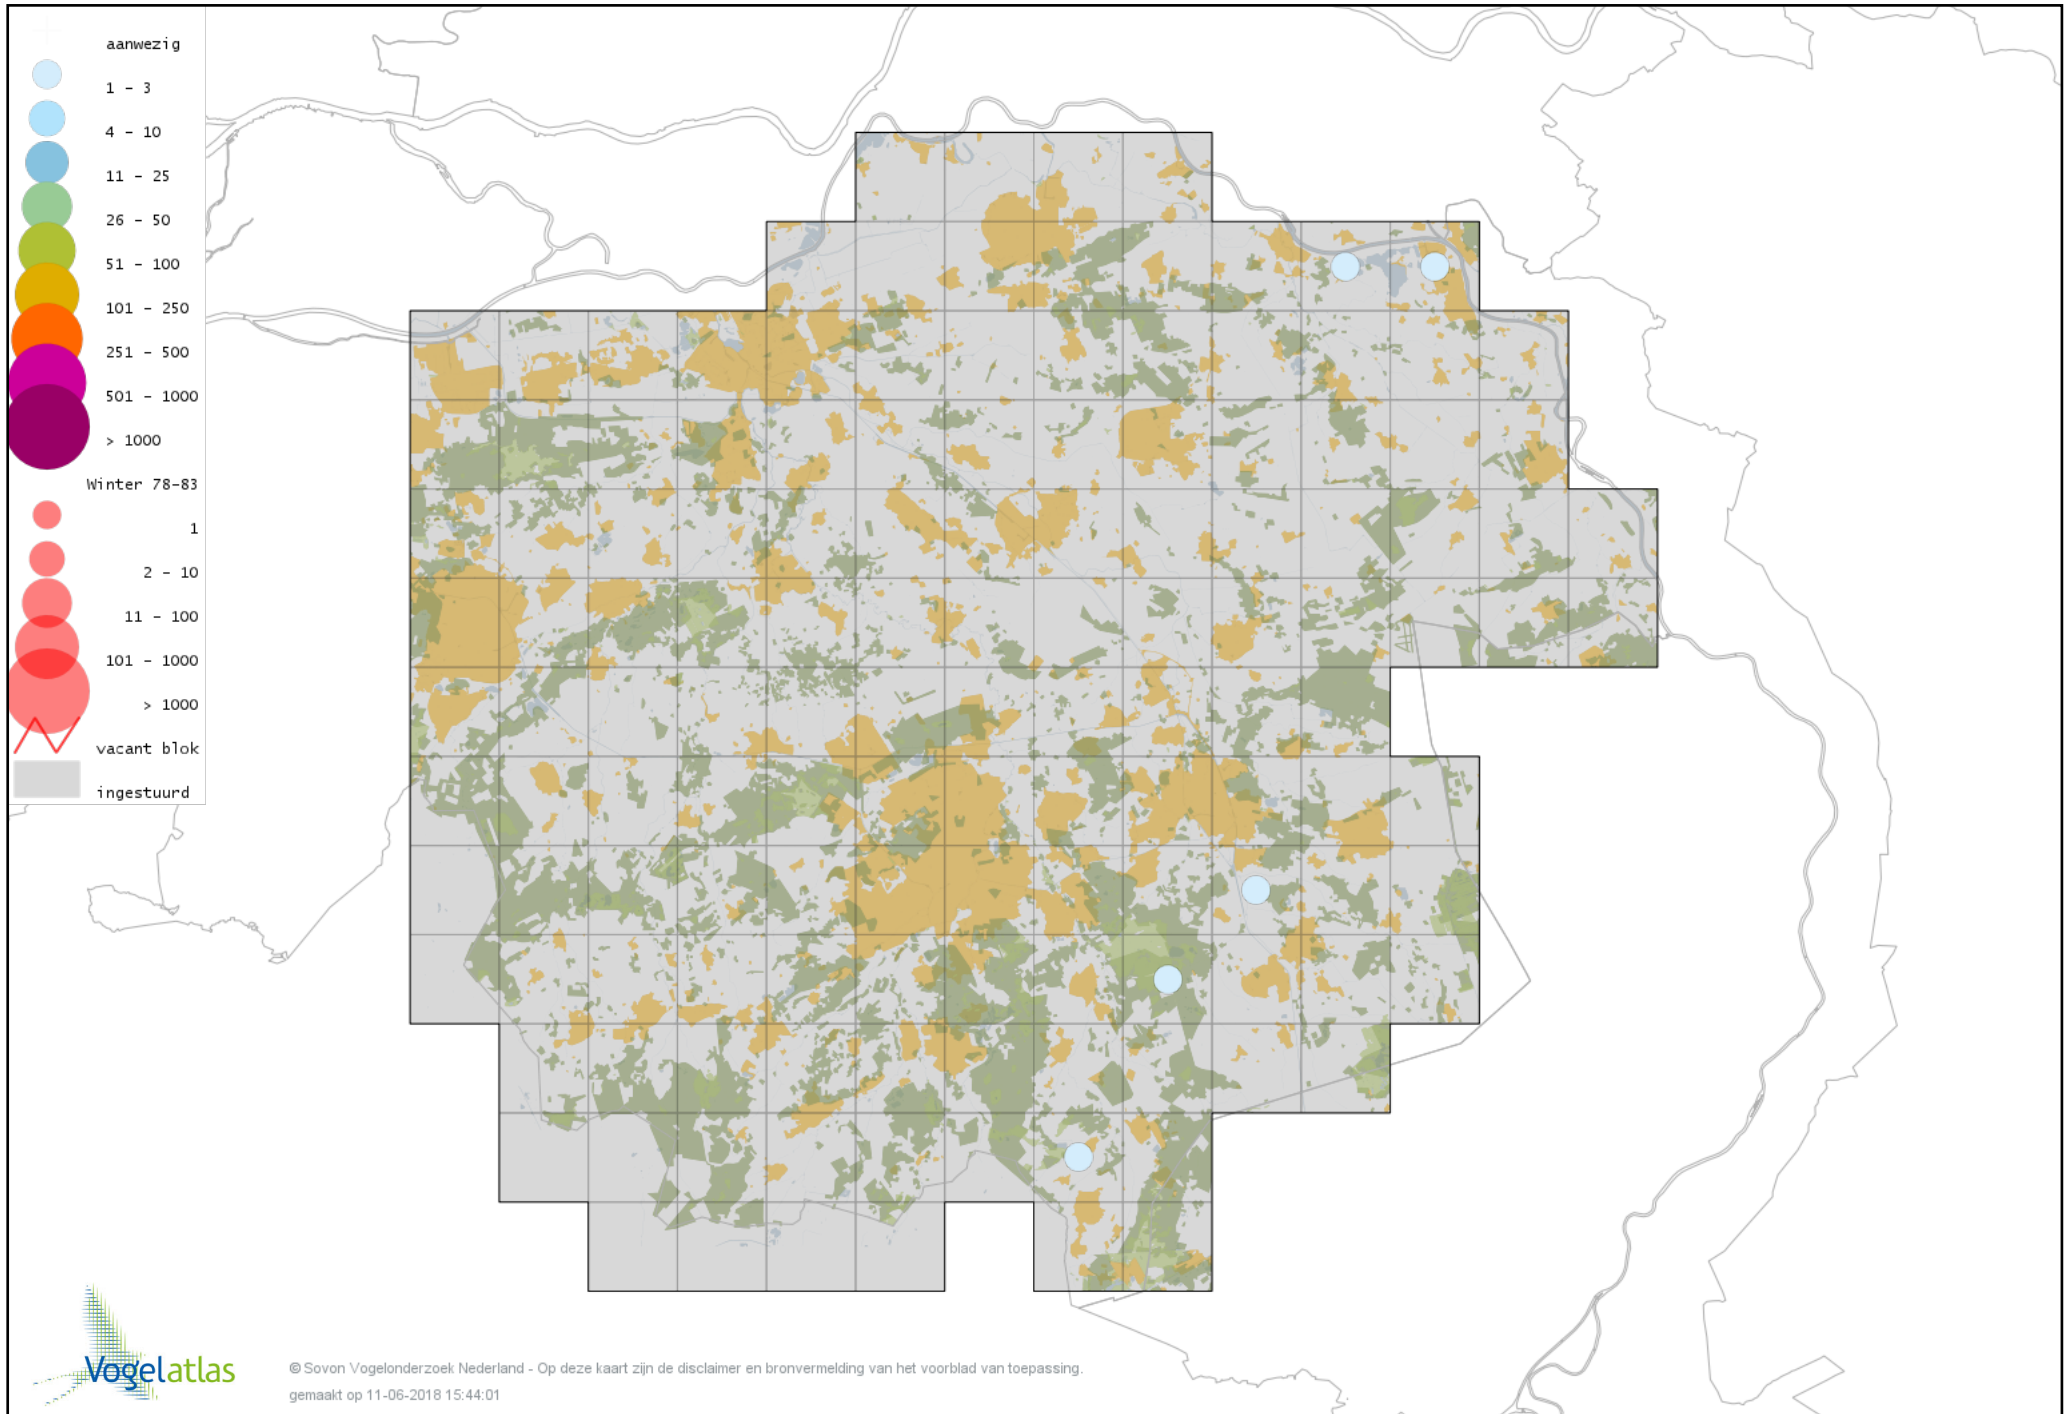 aanwezig
1 - 3
4 - 10
11 - 25
26 - 50
51 - 100
101 - 250
251 - 500
501 - 1000
> 1000
Winter 78-83
1
2 - 10
11 - 100
101 - 1000
> 1000
vacant blok
ingestuurd
Vogelatlas
© Sovon Vogelonderzoek Nederland - Op deze kaart zijn de disclaimer en bronvermelding van het voorblad van toepassing.
gemaakt op 11-06-2018 15:44:01